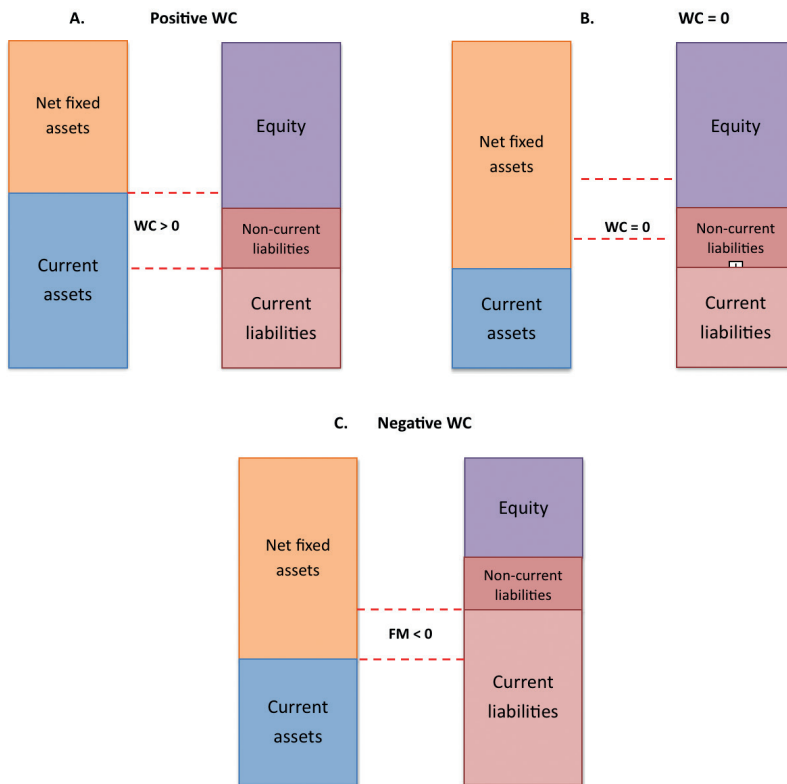 A. Positive WC
B. WC = 0
Net fixed
assets
Equity
WC > 0
Non-current
liabilities
Current
assets
Current
liabilities
Net fixed
assets
Equity
WC = 0
Non-current
liabilities
Current
assets
Current
liabilities
C. Negative WC
Net fixed
assets
Equity
Non-current
liabilities
FM < 0
Current
assets
Current
liabilities